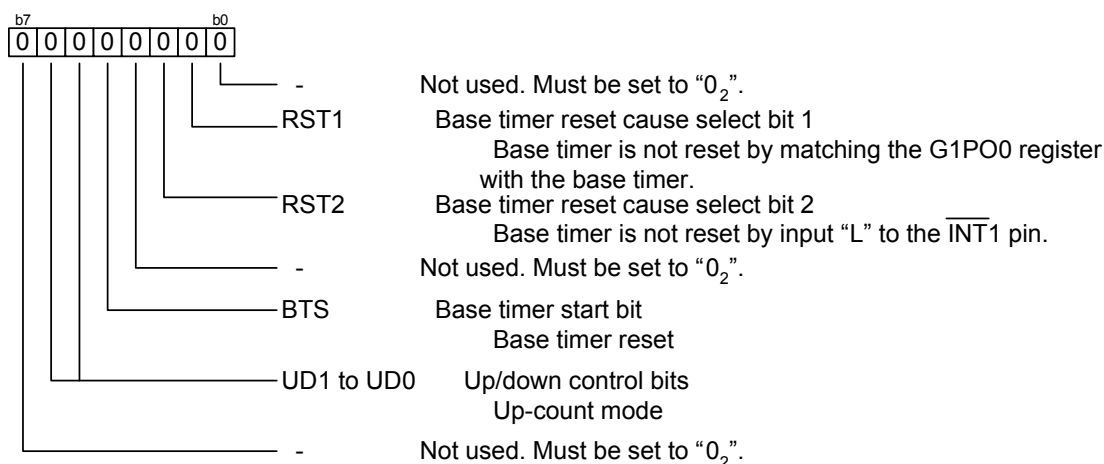 b7 b0
0 0 0 0 0 0 0 0
- Not used. Must be set to “0₂”.
RST1 Base timer reset cause select bit 1
Base timer is not reset by matching the G1PO0 register
with the base timer.
RST2 Base timer reset cause select bit 2
Base timer is not reset by input “L” to the I̅N̅T̅1 pin.
- Not used. Must be set to “0₂”.
BTS Base timer start bit
Base timer reset
UD1 to UD0 Up/down control bits
Up-count mode
- Not used. Must be set to “0₂”.